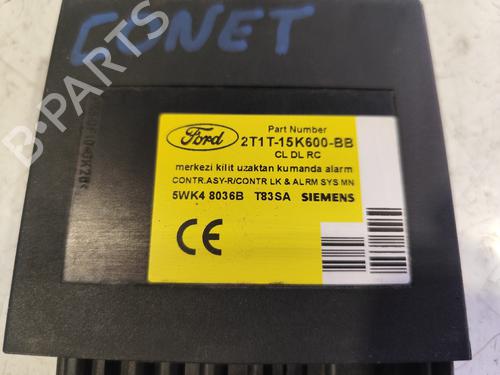 CONET
B-PARTS
Ford
Part Number
2T1T-15K600-BB
CL DL RC
merkezi kilit uzaktan kumanda alarm
CONTR.ASY-R/CONTR LK & ALRM SYS MN
5WK4 8036B T83SA SIEMENS
CE